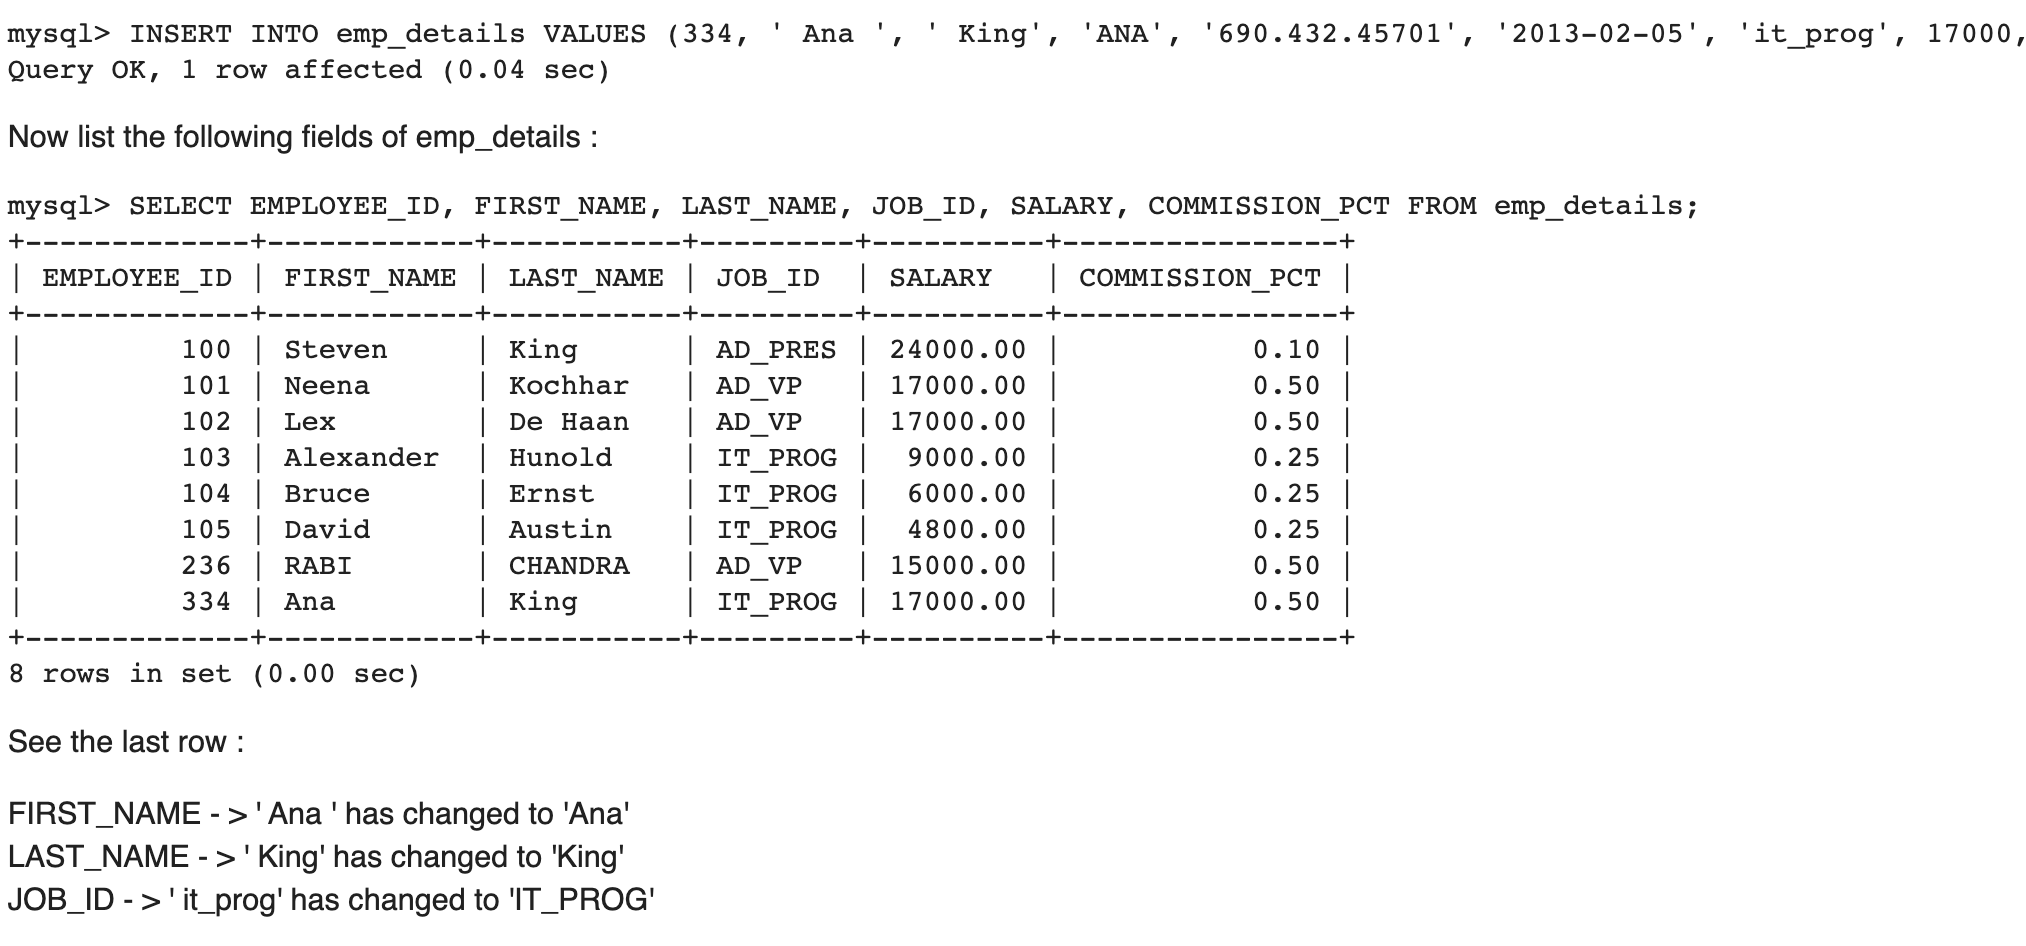 mysql> INSERT INTO emp_details VALUES (334, ' Ana ', ' King', 'ANA', '690.432.45701', '2013-02-05', 'it_prog', 17000,
Query OK, 1 row affected (0.04 sec)
Now list the following fields of emp_details :
mysql> SELECT EMPLOYEE_ID, FIRST_NAME, LAST_NAME, JOB_ID, SALARY, COMMISSION_PCT FROM emp_details;
+-------------+------------+-----------+---------+----------+----------------+
| EMPLOYEE_ID | FIRST_NAME | LAST_NAME | JOB_ID  | SALARY   | COMMISSION_PCT |
+-------------+------------+-----------+---------+----------+----------------+
|         100 | Steven     | King      | AD_PRES | 24000.00 |           0.10 |
|         101 | Neena      | Kochhar   | AD_VP   | 17000.00 |           0.50 |
|         102 | Lex        | De Haan   | AD_VP   | 17000.00 |           0.50 |
|         103 | Alexander  | Hunold    | IT_PROG |  9000.00 |           0.25 |
|         104 | Bruce      | Ernst     | IT_PROG |  6000.00 |           0.25 |
|         105 | David      | Austin    | IT_PROG |  4800.00 |           0.25 |
|         236 | RABI       | CHANDRA   | AD_VP   | 15000.00 |           0.50 |
|         334 | Ana        | King      | IT_PROG | 17000.00 |           0.50 |
+-------------+------------+-----------+---------+----------+----------------+
8 rows in set (0.00 sec)
See the last row :
FIRST_NAME - > ' Ana ' has changed to 'Ana'
LAST_NAME - > ' King' has changed to 'King'
JOB_ID - > ' it_prog' has changed to 'IT_PROG'